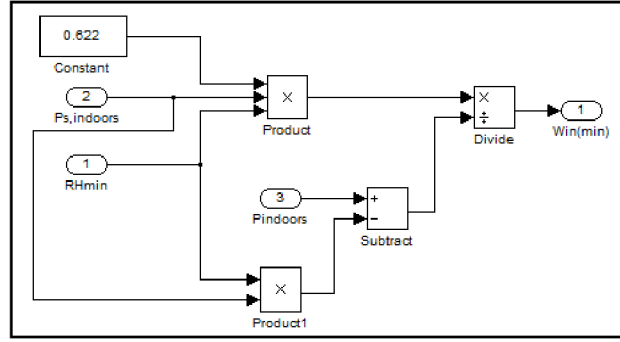 0.622
Constant
2
Ps,indoors
×
Product
×
÷
Divide
1
Win(min)
1
RHmin
3
Pindoors
+
−
Subtract
×
Product1